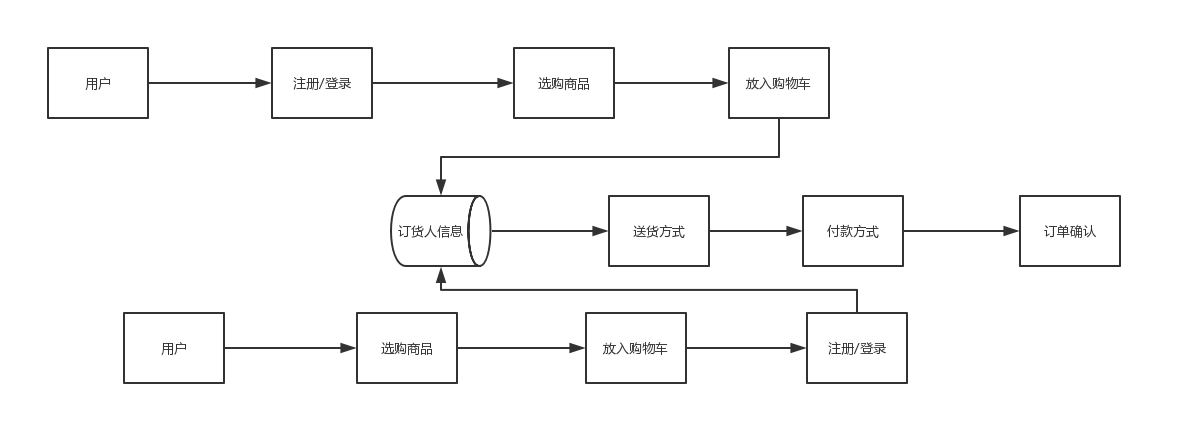 用户
注册/登录
选购商品
放入购物车
订货人信息
送货方式
付款方式
订单确认
用户
选购商品
放入购物车
注册/登录